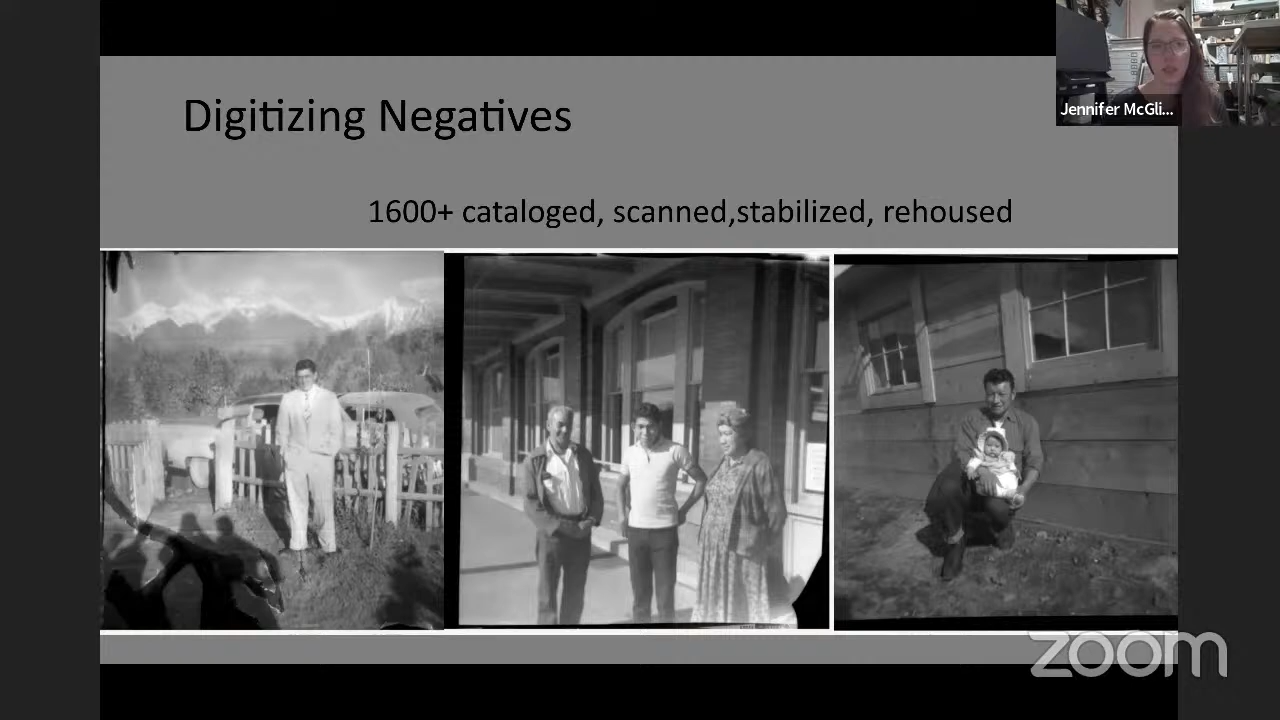 Digitizing Negatives
1600+ cataloged, scanned,stabilized, rehoused
Jennifer McGli...
zoom